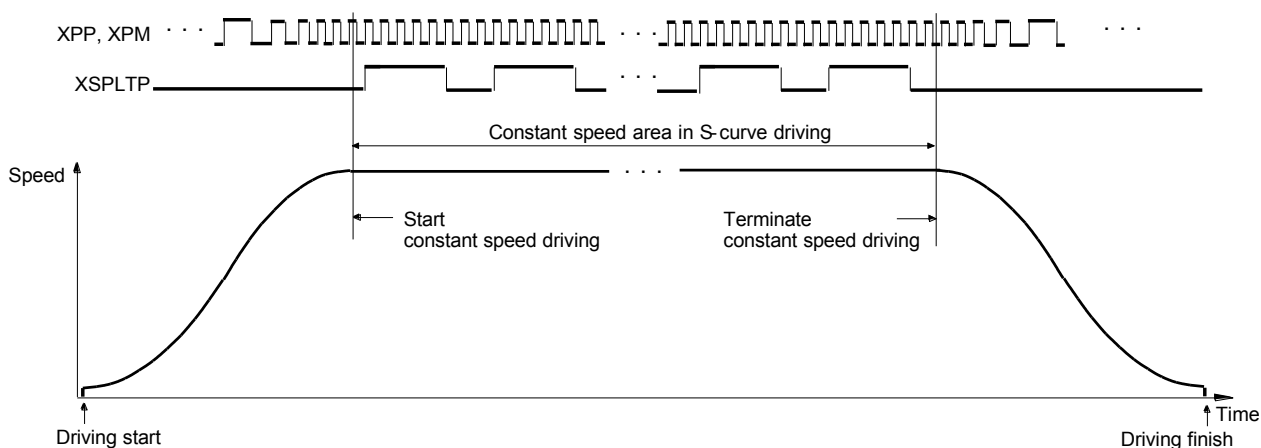 XPP, XPM · · · · · · · · ·
XSPLTP · · ·
Constant speed area in S-curve driving
Speed · · ·
Start
constant speed driving
Terminate
constant speed driving
Time
Driving start
Driving finish